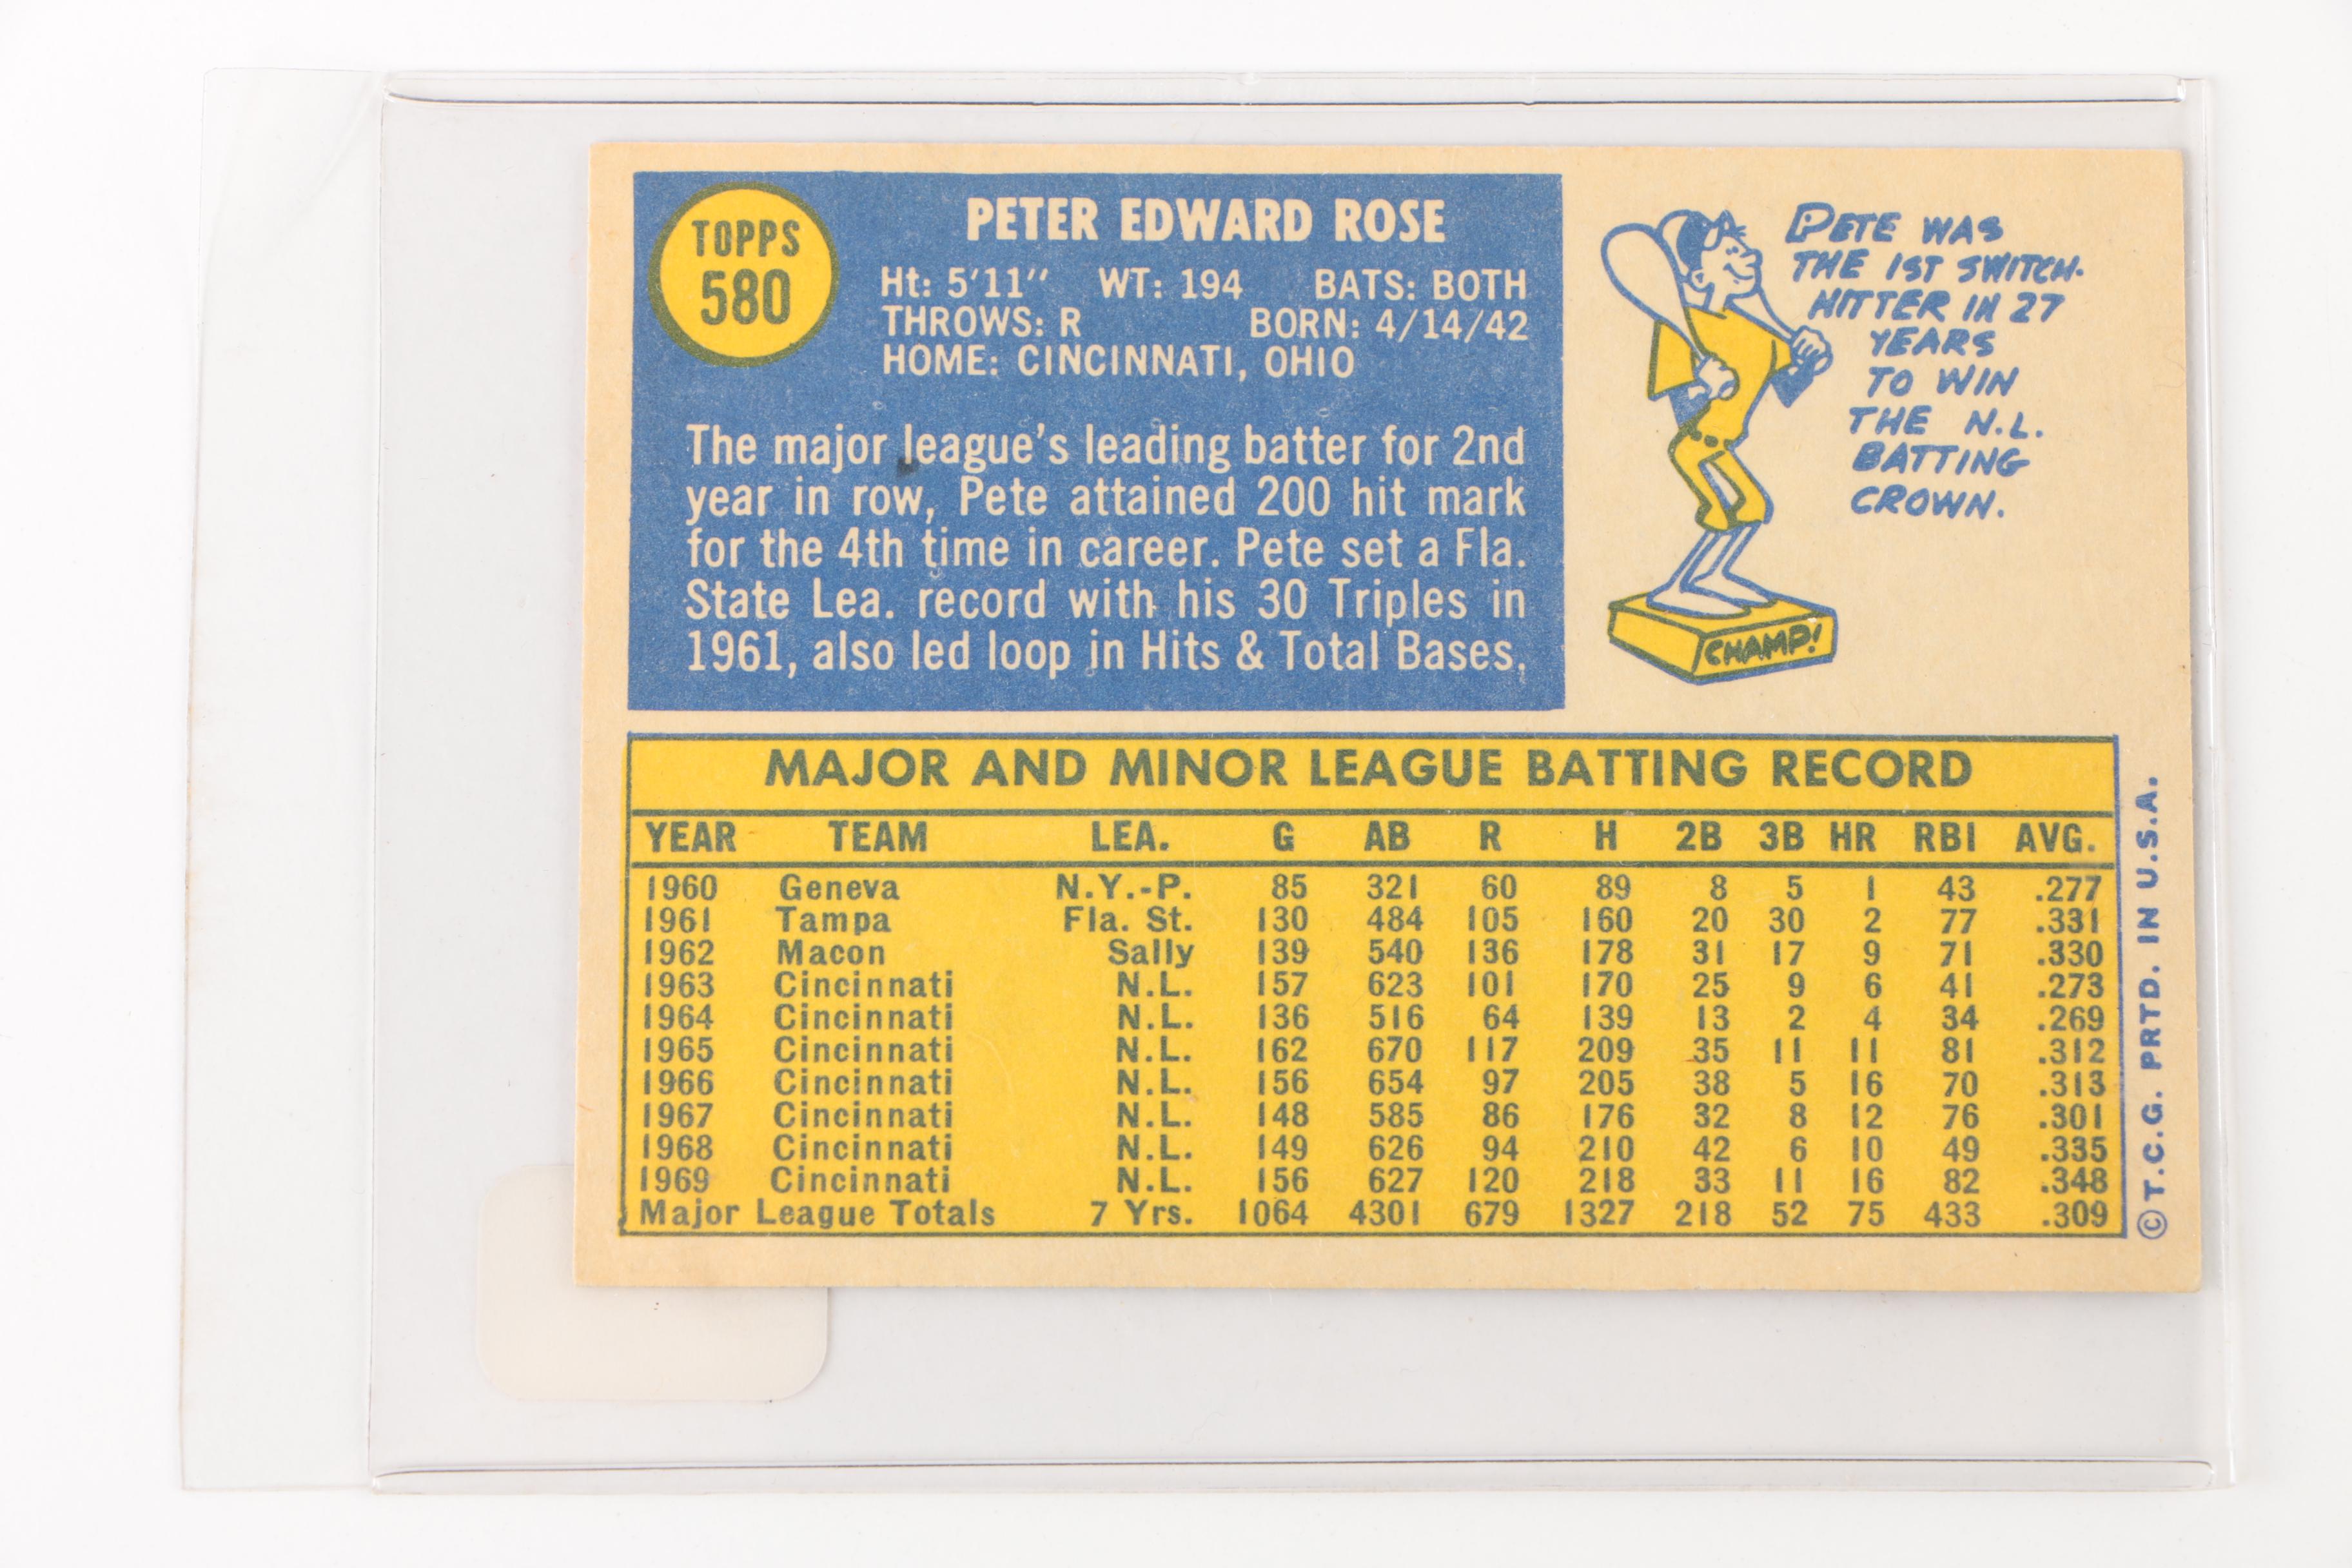 TOPPS
580
PETER EDWARD ROSE
Ht: 5'11" WT: 194 BATS: BOTH
THROWS: R BORN: 4/14/42
HOME: CINCINNATI, OHIO
The major league's leading batter for 2nd
year in row, Pete attained 200 hit mark
for the 4th time in career. Pete set a Fla.
State Lea. record with his 30 Triples in
1961, also led loop in Hits & Total Bases.
PETE WAS
THE 1ST SWITCH-
HITTER IN 27
YEARS
TO WIN
THE N.L.
BATTING
CROWN.
CHAMP!
MAJOR AND MINOR LEAGUE BATTING RECORD
YEAR TEAM LEA. G AB R H 2B 3B HR RBI AVG.
1960 Geneva N.Y.-P. 85 321 60 89 8 5 1 43 .277
1961 Tampa Fla. St. 130 484 105 160 20 30 2 77 .331
1962 Macon Sally 139 540 136 178 31 17 9 71 .330
1963 Cincinnati N.L. 157 623 101 170 25 9 6 41 .273
1964 Cincinnati N.L. 136 516 64 139 13 2 4 34 .269
1965 Cincinnati N.L. 162 670 117 209 35 11 11 81 .312
1966 Cincinnati N.L. 156 654 97 205 38 5 16 70 .313
1967 Cincinnati N.L. 148 585 86 176 32 8 12 76 .301
1968 Cincinnati N.L. 149 626 94 210 42 6 10 49 .335
1969 Cincinnati N.L. 156 627 120 218 33 11 16 82 .348
Major League Totals 7 Yrs. 1064 4301 679 1327 218 52 75 433 .309
© T.C.G. PRTD. IN U.S.A.